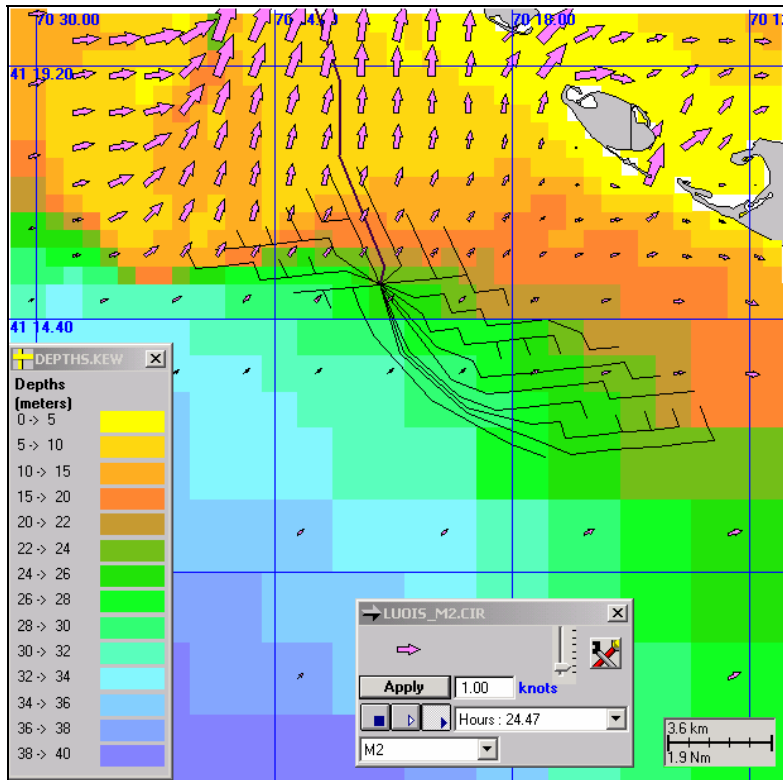 70 30.00
70 18:00
41 19.20
41 14.40
DEPTHS.KEW
Depths
(meters)
0 -> 5
5 -> 10
10 -> 15
15 -> 20
20 -> 22
22 -> 24
24 -> 26
26 -> 28
28 -> 30
30 -> 32
32 -> 34
34 -> 36
36 -> 38
38 -> 40
LUOIS_M2.CIR
Apply
1.00
knots
Hours : 24.47
M2
3.6 km
1.9 Nm